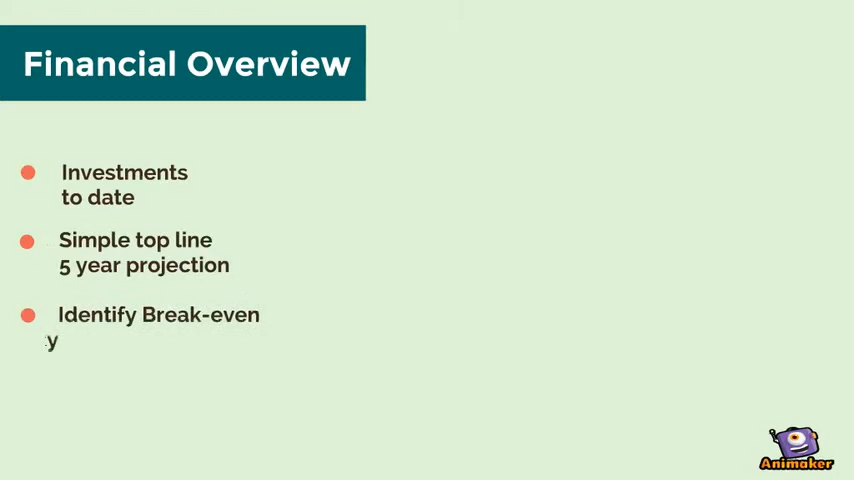 Financial Overview
Investments
to date
Simple top line
5 year projection
Identify Break-even
y
Animaker